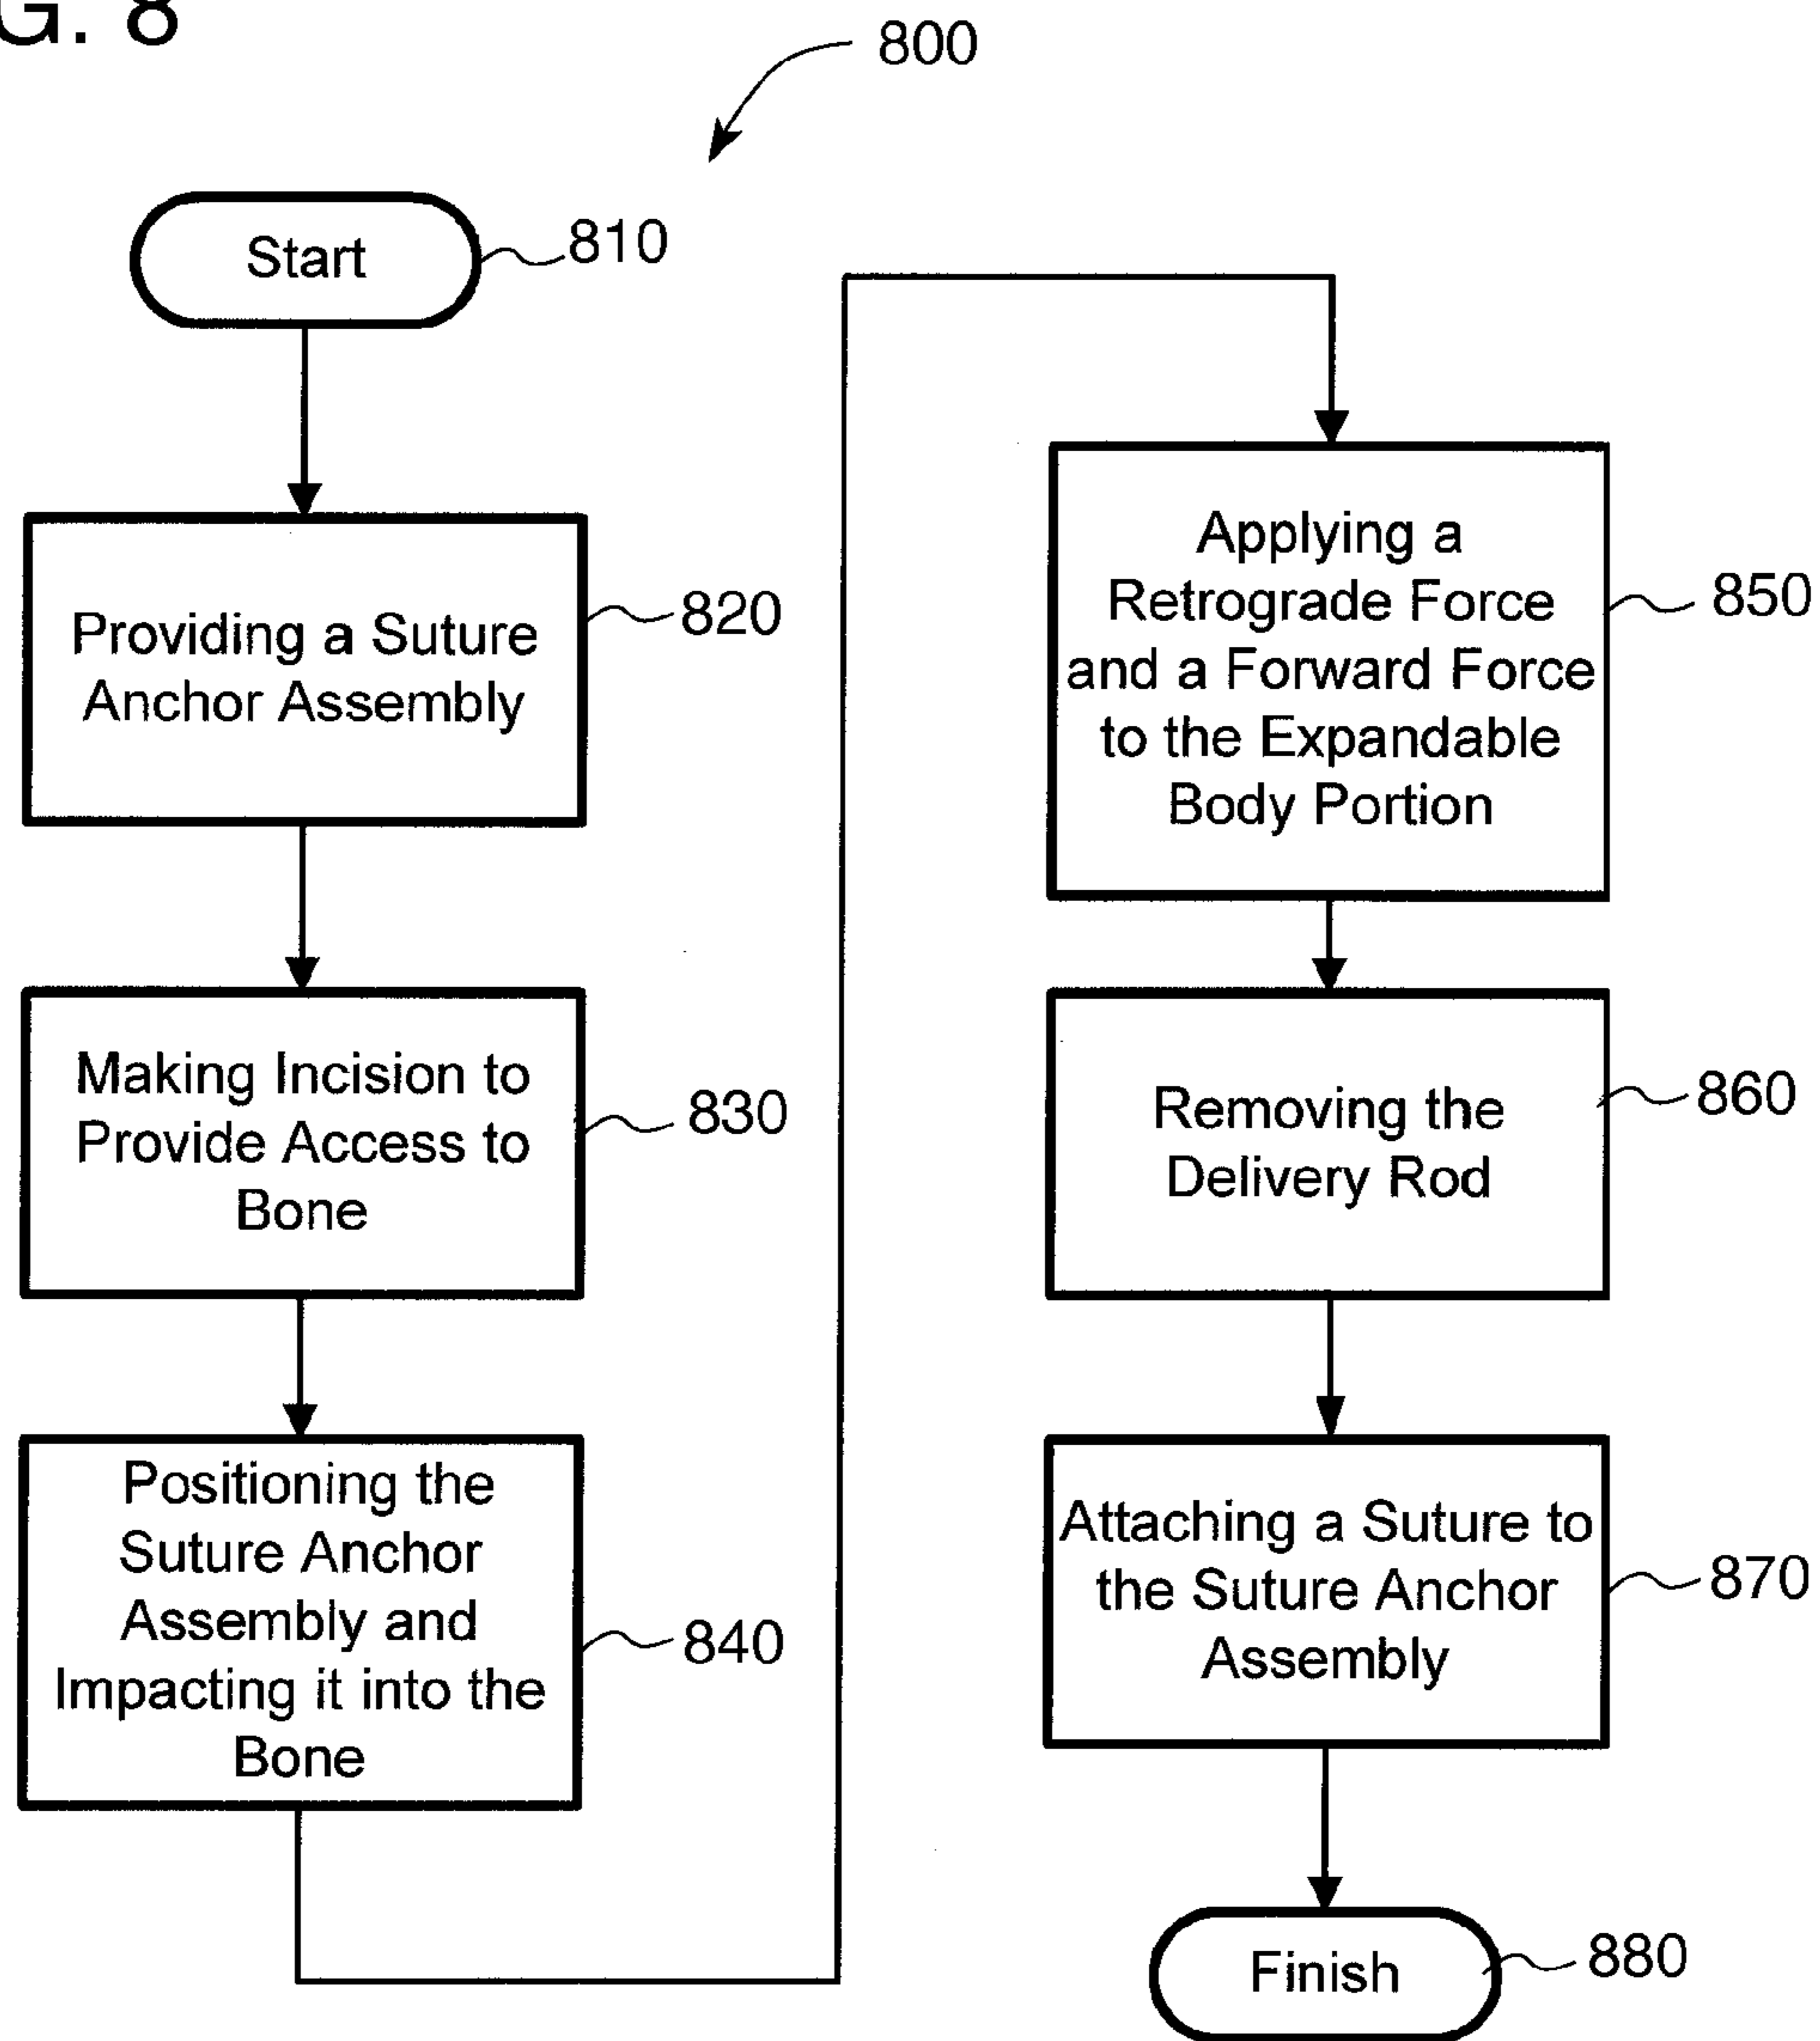 G. 8
800
Start
810
Providing a Suture
Anchor Assembly
820
Making Incision to
Provide Access to
Bone
830
Positioning the
Suture Anchor
Assembly and
Impacting it into the
Bone
840
Applying a
Retrograde Force
and a Forward Force
to the Expandable
Body Portion
850
Removing the
Delivery Rod
860
Attaching a Suture to
the Suture Anchor
Assembly
870
Finish
880